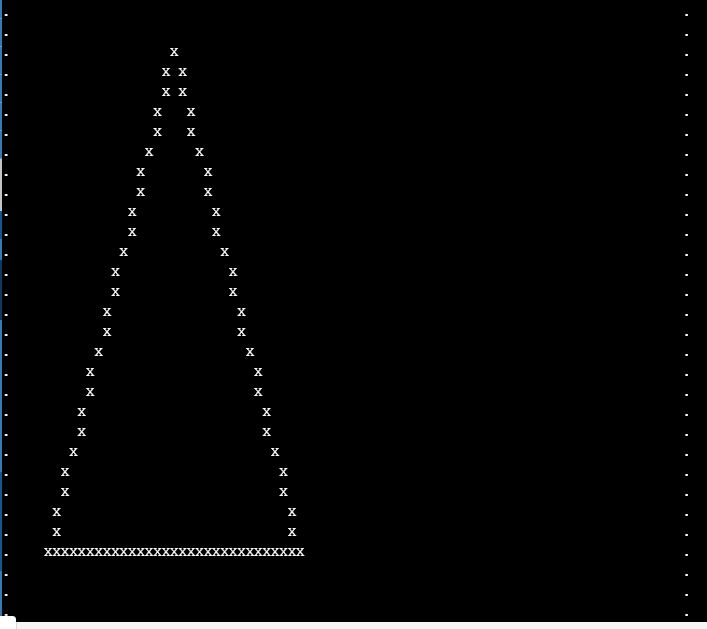 .                                                                                .
.                                                                                .
.                   x                                                            .
.                  x x                                                           .
.                  x x                                                           .
.                 x   x                                                          .
.                 x   x                                                          .
.                x     x                                                         .
.               x       x                                                        .
.               x       x                                                        .
.              x         x                                                       .
.              x         x                                                       .
.             x           x                                                      .
.            x             x                                                     .
.            x             x                                                     .
.           x               x                                                    .
.           x               x                                                    .
.          x                 x                                                   .
.         x                   x                                                  .
.         x                   x                                                  .
.        x                     x                                                 .
.        x                     x                                                 .
.       x                       x                                                .
.      x                         x                                               .
.      x                         x                                               .
.     x                           x                                              .
.     x                           x                                              .
.    xxxxxxxxxxxxxxxxxxxxxxxxxxxxxxx                                             .
.                                                                                .
.                                                                                .
.                                                                                .